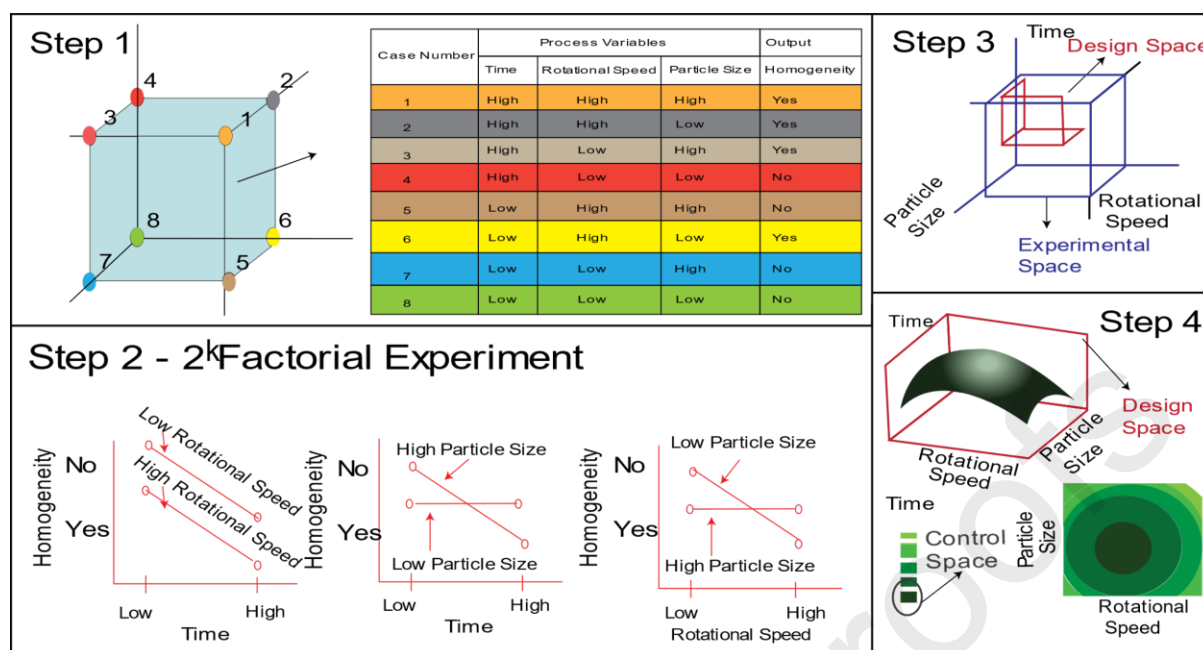 Step 1
4
2
3
1
8
6
7
5
Case Number Process Variables Output
Time Rotational Speed Particle Size Homogeneity
1 High High High Yes
2 High High Low Yes
3 High Low High Yes
4 High Low Low No
5 Low High High No
6 Low High Low Yes
7 Low Low High No
8 Low Low Low No
Step 2 - 2kFactorial Experiment
Homogeneity
No
Yes
Low Rotational Speed
High Rotational Speed
Low High
Time
Homogeneity
No
Yes
High Particle Size
Low Particle Size
Low High
Time
Homogeneity
No
Yes
Low Particle Size
High Particle Size
Low High
Rotational Speed
Step 3
Time
Design Space
Particle
Size
Rotational
Speed
Experimental
Space
Step 4
Time
Design
Space
Particle
Size
Rotational
Speed
Time
Control
Space
Particle
Size
Rotational
Speed
roofs